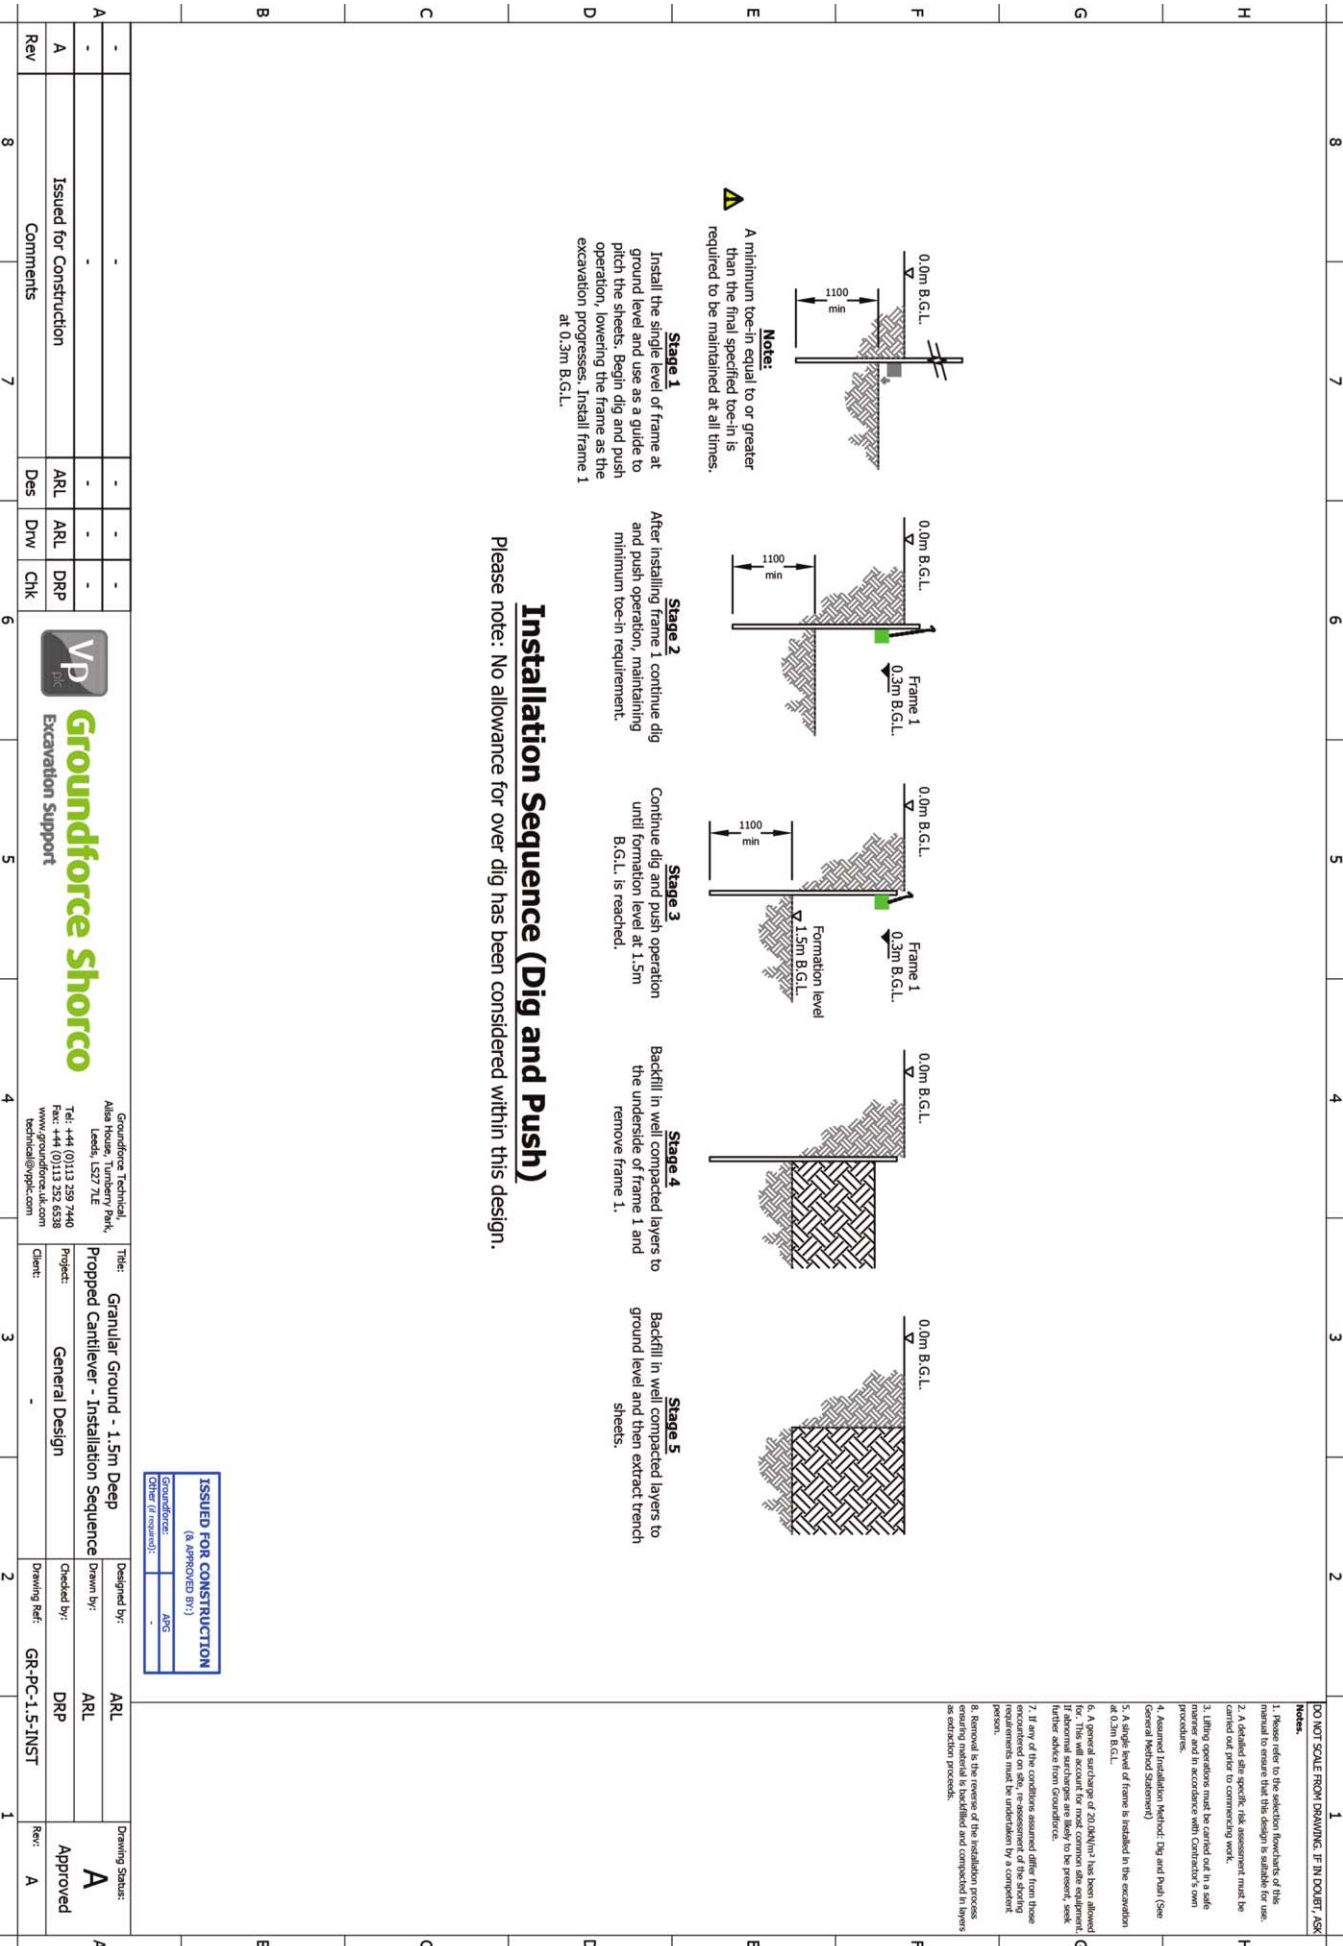 DO NOT SCALE FROM DRAWING. IF IN DOUBT, ASK
Notes.
1. Please refer to the selection flowcharts of this
manual to ensure that this design is suitable for use.
2. A detailed site specific risk assessment must be
carried out prior to commencing work.
3. Lifting operations must be carried out in a safe
manner and in accordance with Contractor's own
procedures.
4. Assumed Installation Method: Dig and Push (See
General Method Statement)
5. A single level of frame is installed in the excavation
at 0.3m B.G.L.
6. A general surcharge of 20.0kN/m² has been allowed
for. This will account for most common site equipment.
If abnormal surcharges are likely to be present, seek
further advice from Groundforce.
7. If any of the conditions assumed differ from those
encountered on site, re-assessment of the shoring
requirements must be undertaken by a competent
person.
8. Removal is the reverse of the installation process
ensuring material is backfilled and compacted in layers
as extraction proceeds.
8 7 6 5 4 3 2 1
H
G
F
E
D
C
B
A
0.0m B.G.L.
1100
min
Note:
A minimum toe-in equal to or greater
than the final specified toe-in is
required to be maintained at all times.
Stage 1
Install the single level of frame at
ground level and use as a guide to
pitch the sheets. Begin dig and push
operation, lowering the frame as the
excavation progresses. Install frame 1
at 0.3m B.G.L.
0.0m B.G.L.
1
Frame 1
0.3m B.G.L.
1100
min
Stage 2
After installing frame 1 continue dig
and push operation, maintaining
minimum toe-in requirement.
0.0m B.G.L.
1
Frame 1
0.3m B.G.L.
Formation level
1.5m B.G.L.
1100
min
Stage 3
Continue dig and push operation
until formation level at 1.5m
B.G.L. is reached.
0.0m B.G.L.
Stage 4
Backfill in well compacted layers to
the underside of frame 1 and
remove frame 1.
0.0m B.G.L.
Stage 5
Backfill in well compacted layers to
ground level and then extract trench
sheets.
Installation Sequence (Dig and Push)
Please note: No allowance for over dig has been considered within this design.
ISSUED FOR CONSTRUCTION
(& APPROVED BY:)
Groundforce: APG
Other (if required): -
- - - - -
- - - - -
A Issued for Construction ARL ARL DRP
Rev Comments Des Drw Chk
Vp
plc
Groundforce Shorco
Excavation Support
Groundforce Technical,
Ailsa House, Turnberry Park,
Leeds, LS27 7LE
Tel: +44 (0)113 259 7440
Fax: +44 (0)113 252 6538
www.groundforce.uk.com
technical@vpplc.com
Title: Granular Ground - 1.5m Deep
Propped Cantilever - Installation Sequence
Project: General Design
Client: -
Designed by: ARL
Drawn by: ARL
Checked by: DRP
Drawing Ref: GR-PC-1.5-INST
Drawing Status:
A
Approved
Rev: A
8 7 6 5 4 3 2 1
H
G
F
E
D
C
B
A